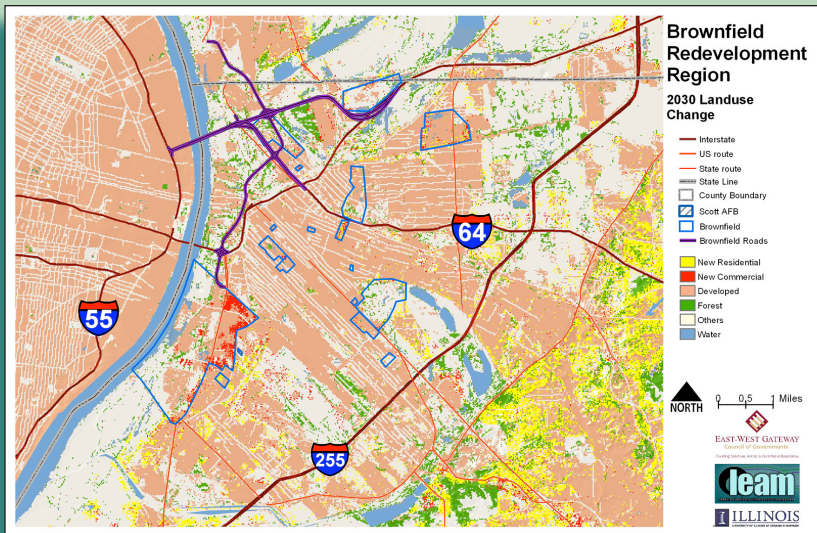 Brownfield
Redevelopment
Region
2030 Landuse
Change
Interstate
US route
State route
State Line
County Boundary
Scott AFB
Brownfield
Brownfield Roads
New Residential
New Commercial
Developed
Forest
Others
Water
64
55
255
NORTH
0 0.5 1 Miles
EAST-WEST GATEWAY
Council of Governments
leam
ILLINOIS